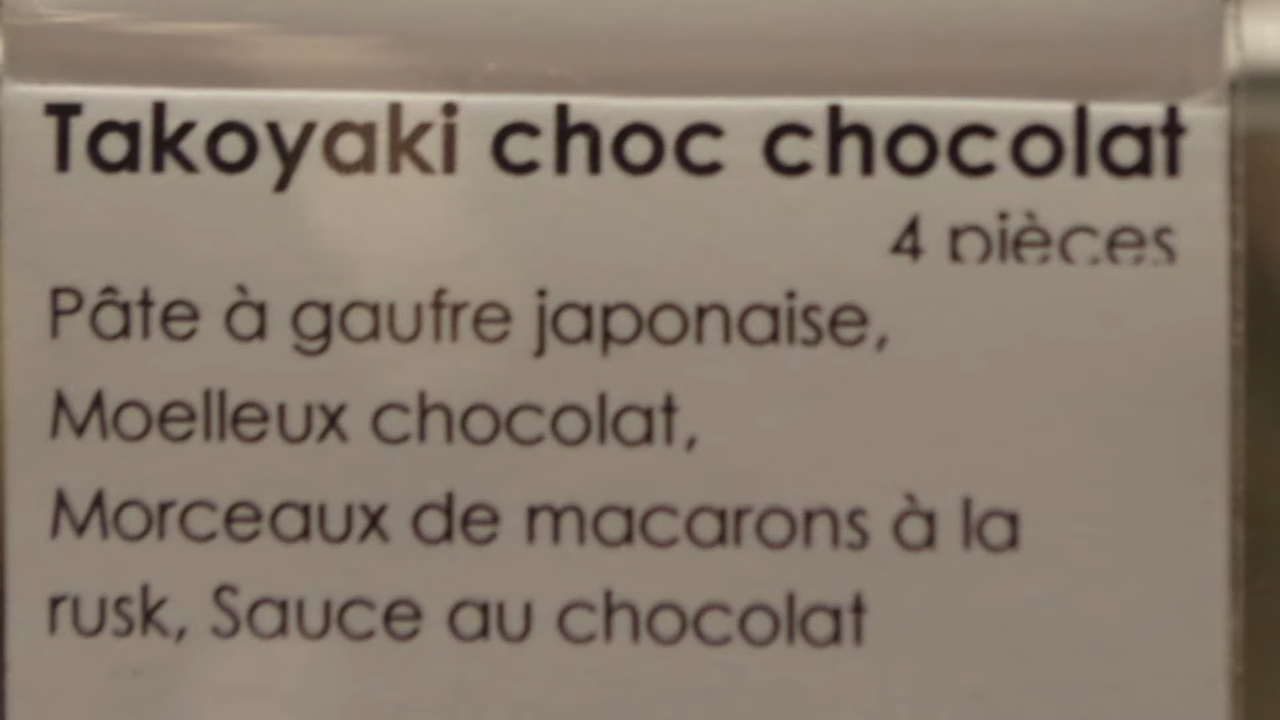 Takoyaki choc chocolat
4 pièces
Pâte à gaufre japonaise,
Moelleux chocolat,
Morceaux de macarons à la
rusk, Sauce au chocolat